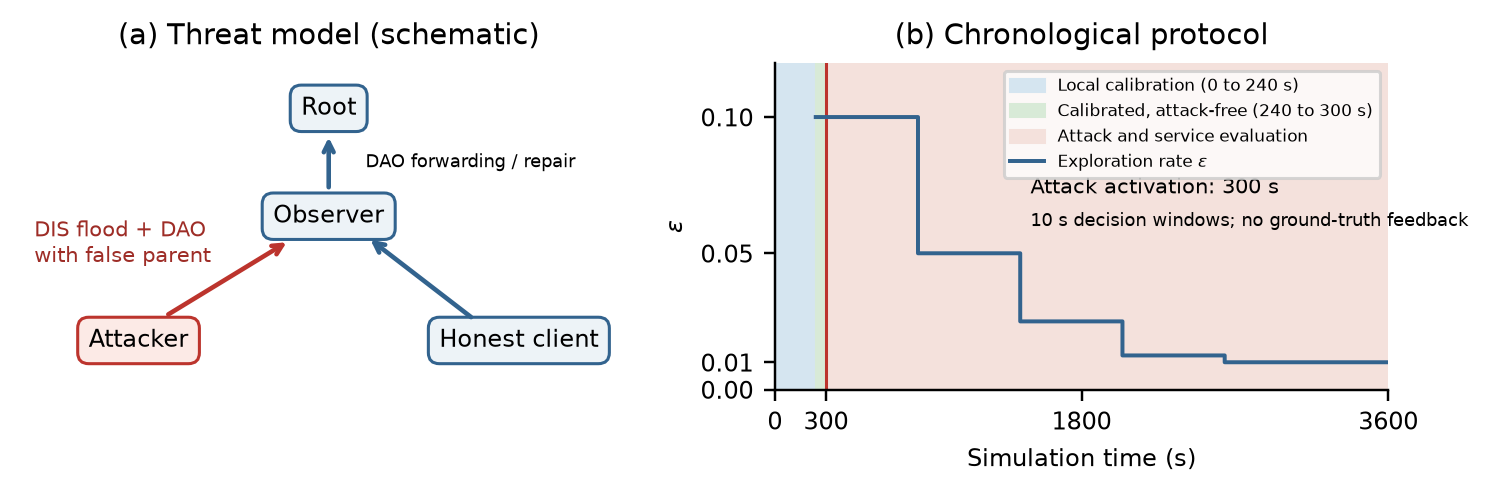 (a) Threat model (schematic)
Root
DAO forwarding / repair
Observer
DIS flood + DAO
with false parent
Attacker
Honest client
(b) Chronological protocol
Local calibration (0 to 240 s)
Calibrated, attack-free (240 to 300 s)
Attack and service evaluation
Exploration rate ε
Attack activation: 300 s
10 s decision windows; no ground-truth feedback
ε
0.10
0.05
0.01
0.00
0 300 1800 3600
Simulation time (s)